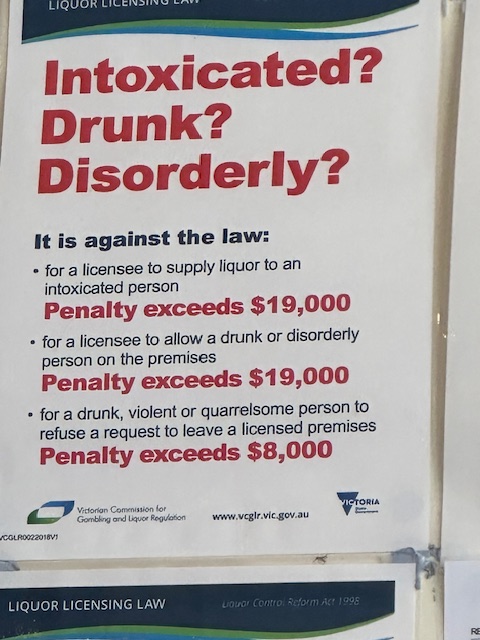 LIQUOR LICENSING LAW
Intoxicated?
Drunk?
Disorderly?
It is against the law:
• for a licensee to supply liquor to an
intoxicated person
Penalty exceeds $19,000
• for a licensee to allow a drunk or disorderly
person on the premises
Penalty exceeds $19,000
• for a drunk, violent or quarrelsome person to
refuse a request to leave a licensed premises
Penalty exceeds $8,000
Victorian Commission for
Gambling and Liquor Regulation
www.vcglr.vic.gov.au
VICTORIA
State
Government
VCGLR0022018V1
LIQUOR LICENSING LAW
Liquor Control Reform Act 1998
RE